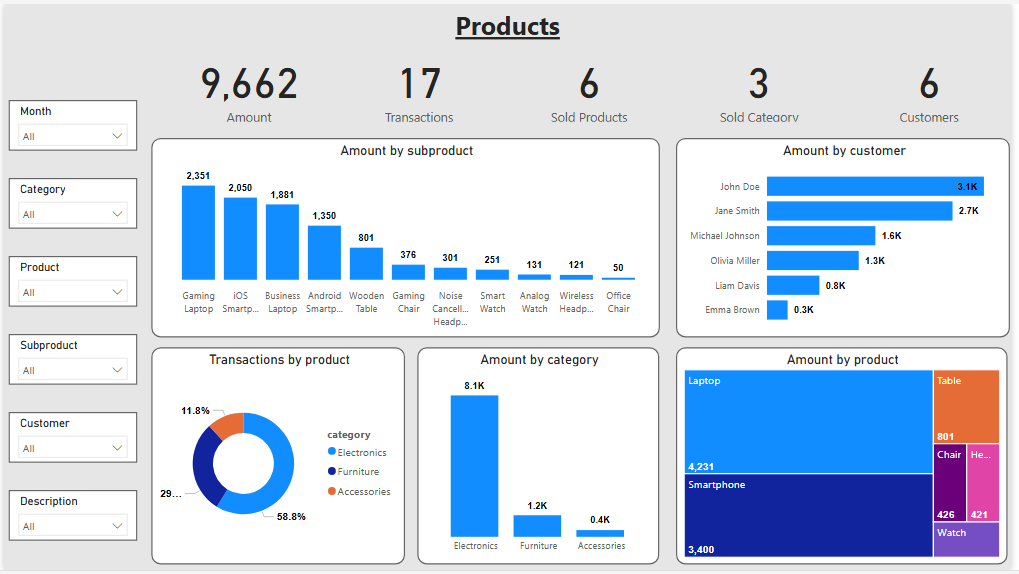 Products
9,662
17
6
3
6
Amount
Transactions
Sold Products
Sold Category
Customers
Month
All
Category
All
Product
All
Subproduct
All
Customer
All
Description
All
Amount by subproduct
2,351
2,050
1,881
1,350
801
376
301
251
131
121
50
Gaming Laptop
iOS Smartp...
Business Laptop
Android Smartp...
Wooden Table
Gaming Chair
Noise Cancell... Headp...
Smart Watch
Analog Watch
Wireless Headp...
Office Chair
Amount by customer
John Doe 3.1K
Jane Smith 2.7K
Michael Johnson 1.6K
Olivia Miller 1.3K
Liam Davis 0.8K
Emma Brown 0.3K
Transactions by product
11.8%
29...
58.8%
category
Electronics
Furniture
Accessories
Amount by category
8.1K
1.2K
0.4K
Electronics
Furniture
Accessories
Amount by product
Laptop
4,231
Smartphone
3,400
Table
801
Chair
426
He...
421
Watch